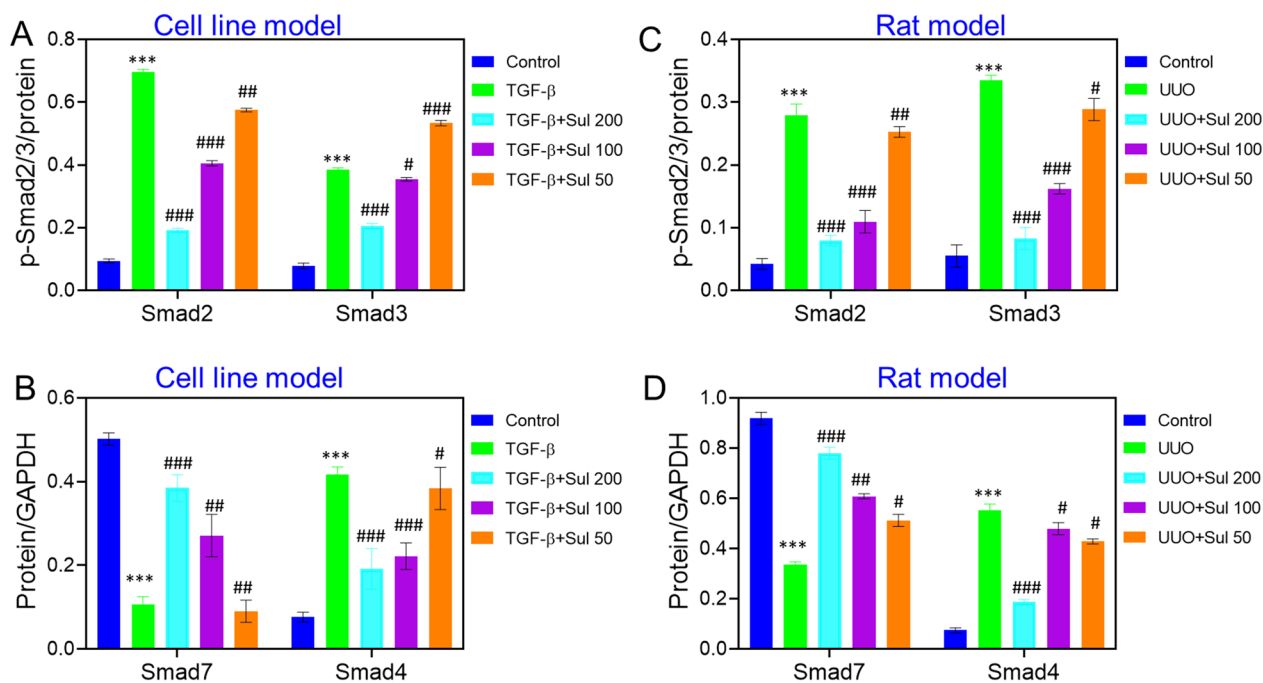 A
Cell line model
p-Smad2/3/protein
0.8
0.6
0.4
0.2
0.0
***
###
###
##
***
###
#
###
Smad2
Smad3
Control
TGF-β
TGF-β+Sul 200
TGF-β+Sul 100
TGF-β+Sul 50
C
Rat model
p-Smad2/3/protein
0.4
0.3
0.2
0.1
0.0
***
###
###
##
***
###
###
#
Smad2
Smad3
Control
UUO
UUO+Sul 200
UUO+Sul 100
UUO+Sul 50
B
Cell line model
Protein/GAPDH
0.6
0.4
0.2
0.0
***
###
##
##
***
###
###
#
Smad7
Smad4
Control
TGF-β
TGF-β+Sul 200
TGF-β+Sul 100
TGF-β+Sul 50
D
Rat model
Protein/GAPDH
1.0
0.8
0.6
0.4
0.2
0.0
***
###
##
#
***
###
#
#
Smad7
Smad4
Control
UUO
UUO+Sul 200
UUO+Sul 100
UUO+Sul 50